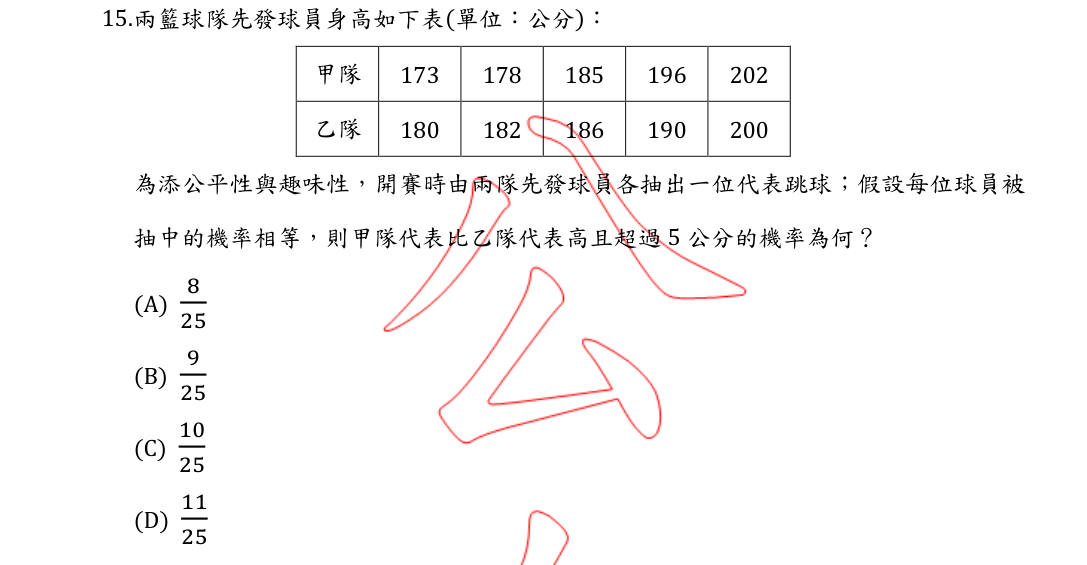 15.兩籃球隊先發球員身高如下表(單位：公分)：
甲隊 173 178 185 196 202
乙隊 180 182 186 190 200
為添公平性與趣味性，開賽時由兩隊先發球員各抽出一位代表跳球；假設每位球員被
抽中的機率相等，則甲隊代表比乙隊代表高且超過 5 公分的機率為何？
(A) 8/25
(B) 9/25
(C) 10/25
(D) 11/25
公